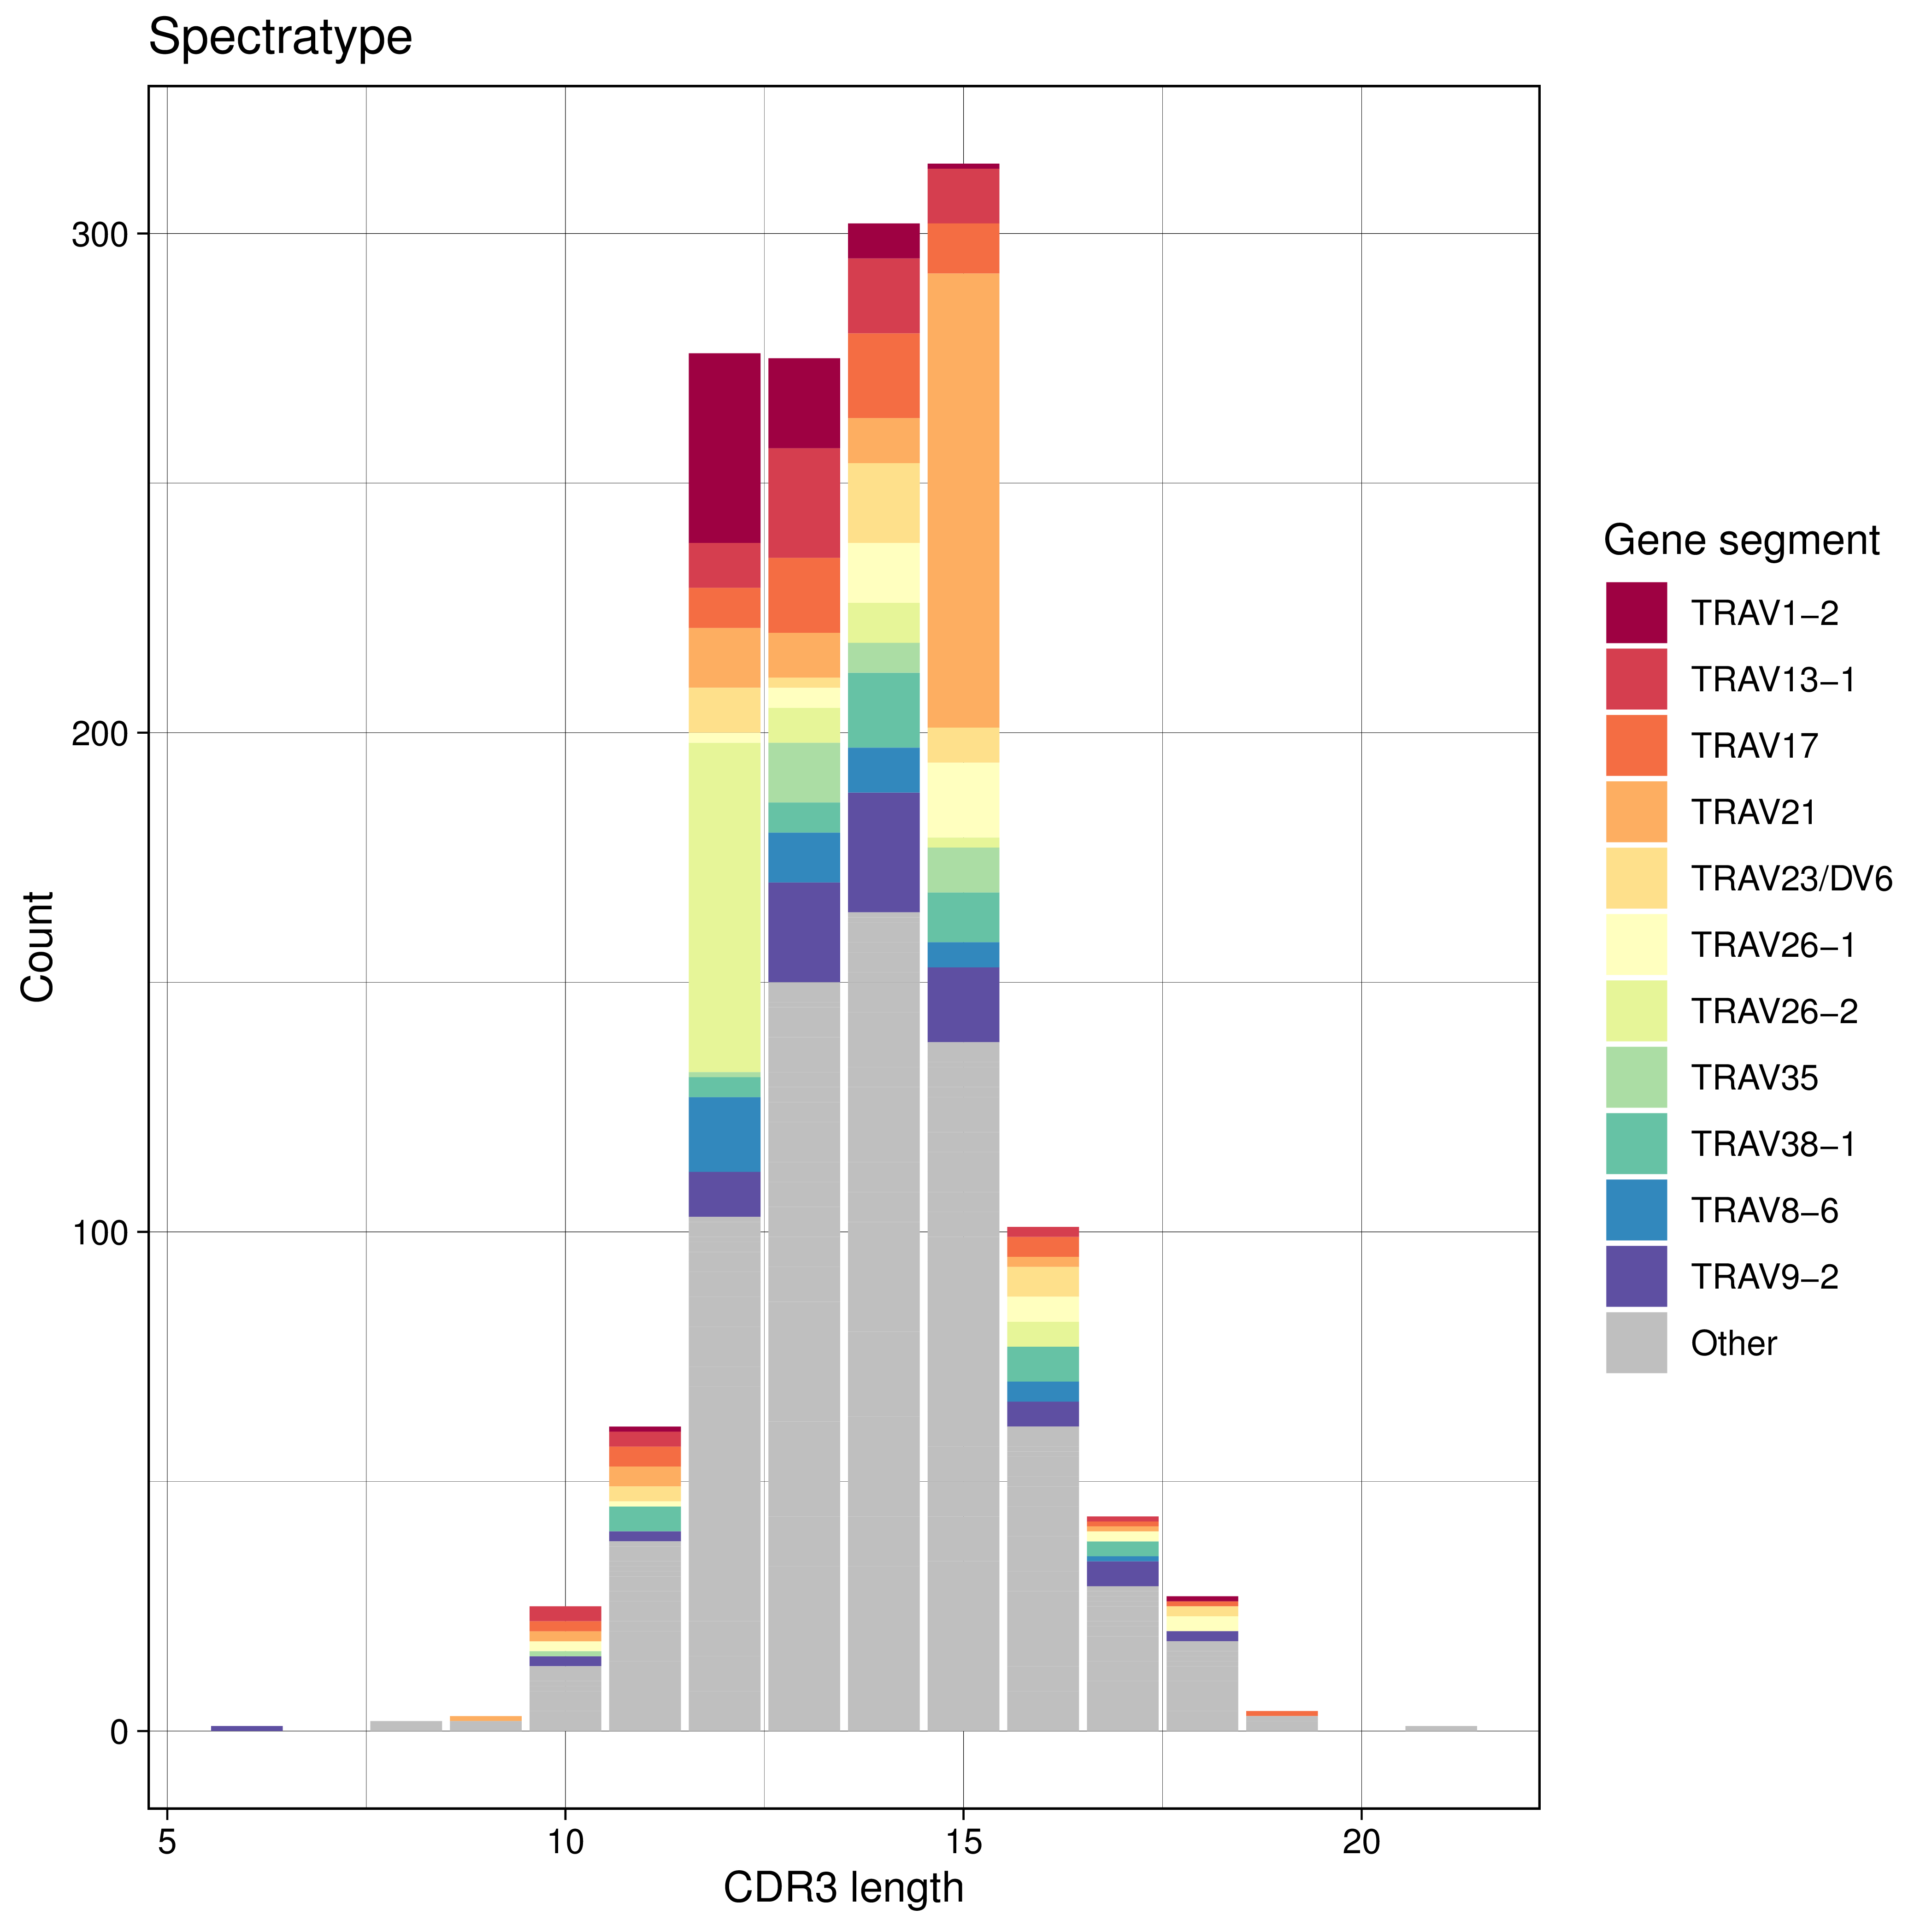 Spectratype
Count
300
200
100
0
5 10 15 20
CDR3 length
Gene segment
TRAV1−2
TRAV13−1
TRAV17
TRAV21
TRAV23/DV6
TRAV26−1
TRAV26−2
TRAV35
TRAV38−1
TRAV8−6
TRAV9−2
Other